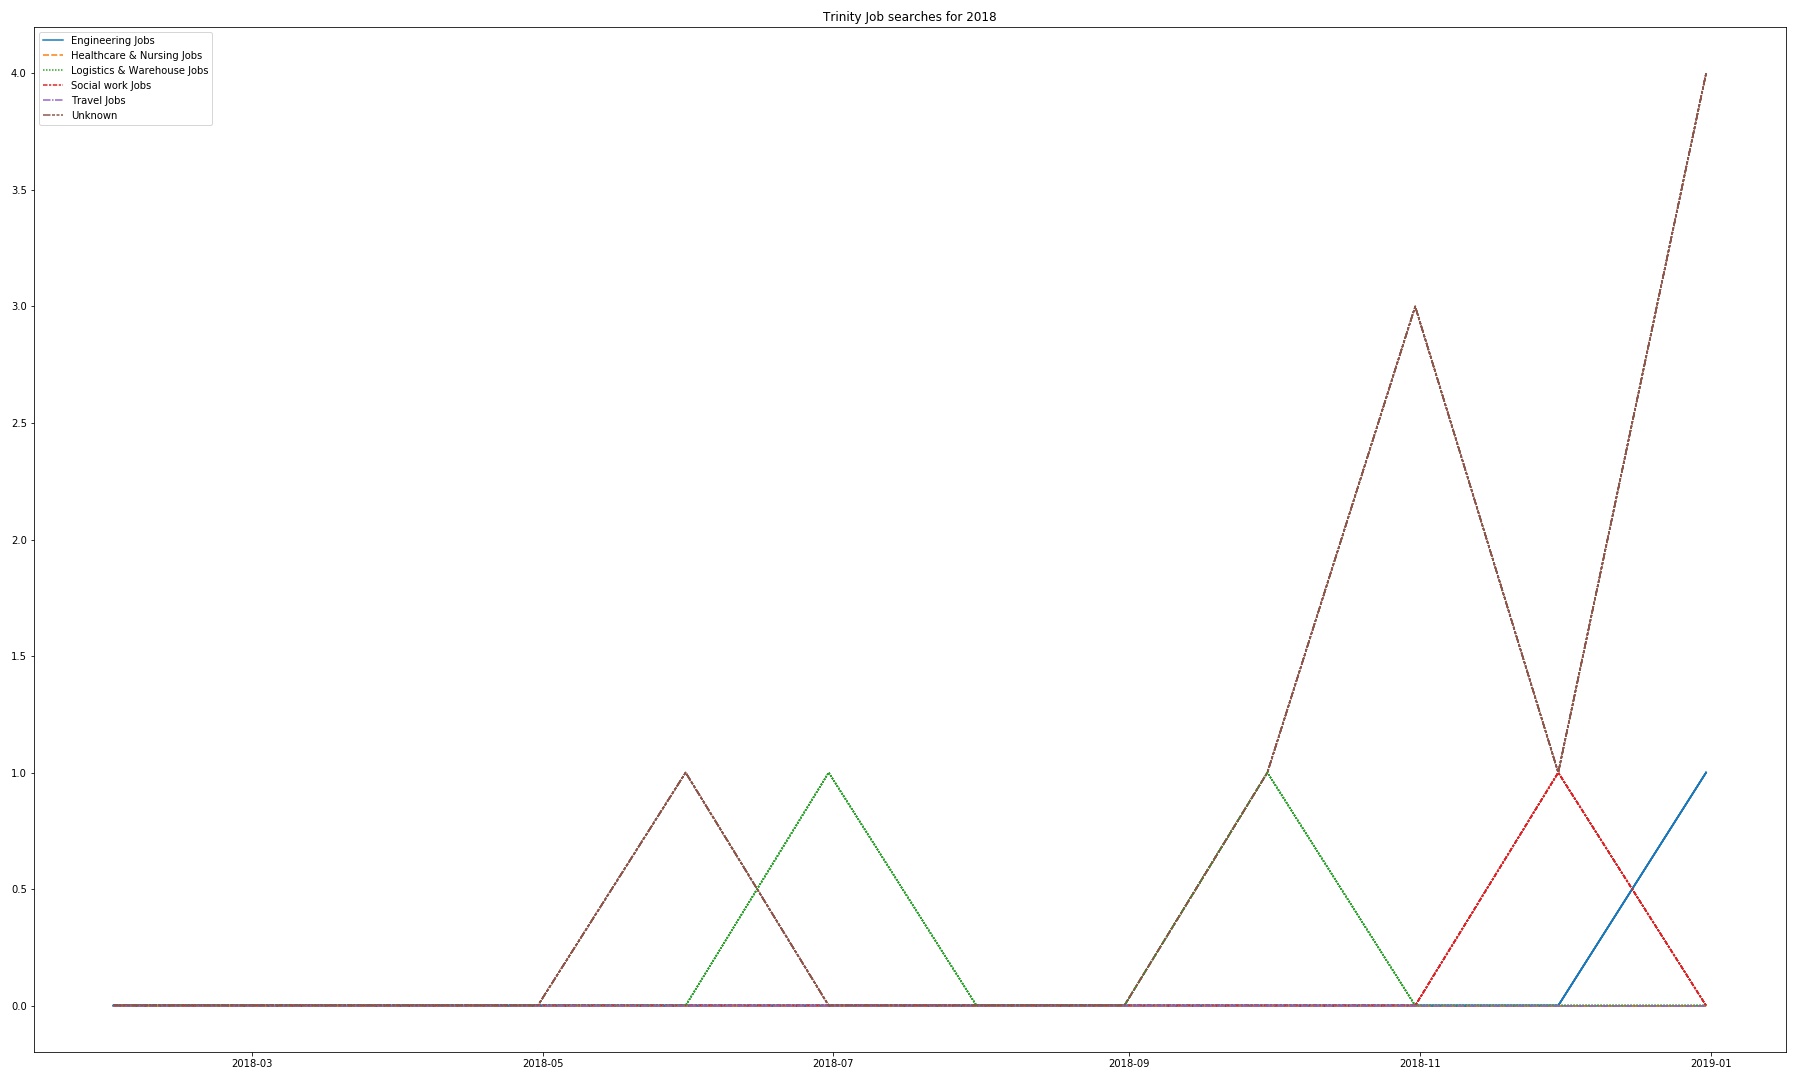 Trinity Job searches for 2018
Engineering Jobs
Healthcare & Nursing Jobs
Logistics & Warehouse Jobs
Social work Jobs
Travel Jobs
Unknown
4.0
3.5
3.0
2.5
2.0
1.5
1.0
0.5
0.0
2018-03 2018-05 2018-07 2018-09 2018-11 2019-01